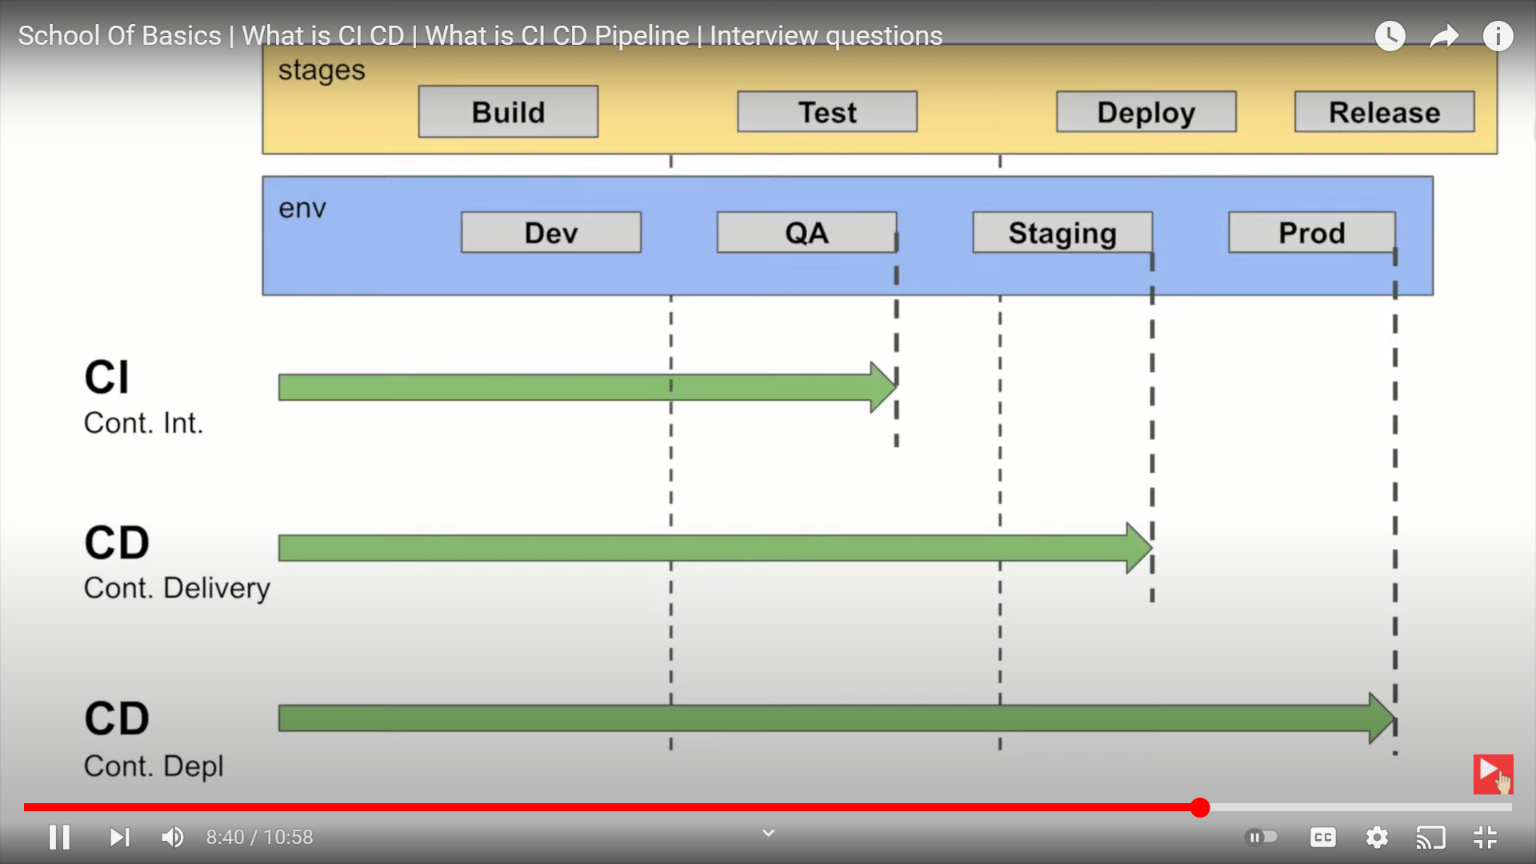 School Of Basics | What is CI CD | What is CI CD Pipeline | Interview questions
stages
Build Test Deploy Release
env
Dev QA Staging Prod
CI
Cont. Int.
CD
Cont. Delivery
CD
Cont. Depl
8:40 / 10:58
CC